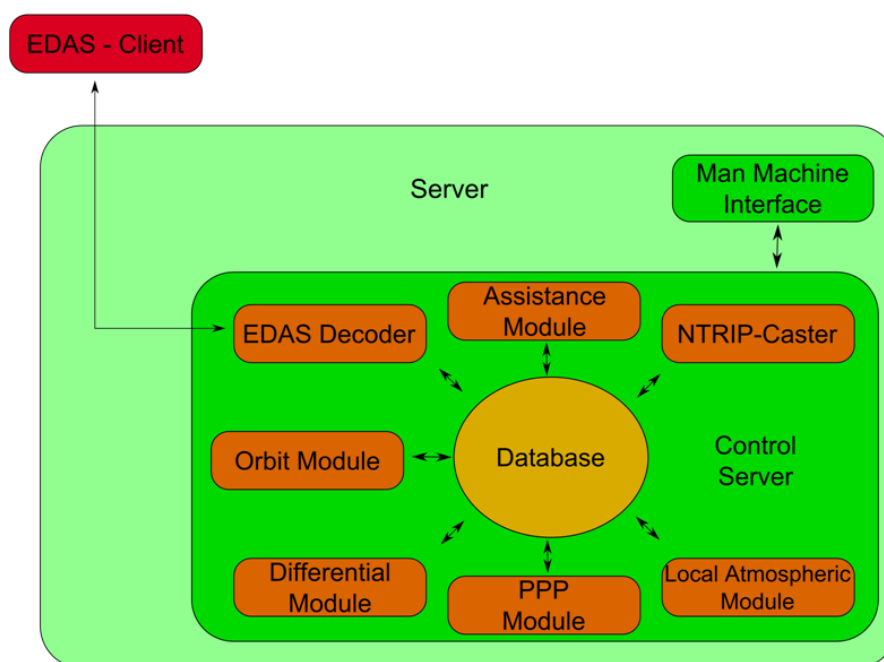 EDAS - Client
Server
Man Machine
Interface
Assistance
Module
EDAS Decoder
NTRIP-Caster
Orbit Module
Database
Control
Server
Differential
Module
PPP
Module
Local Atmospheric
Module